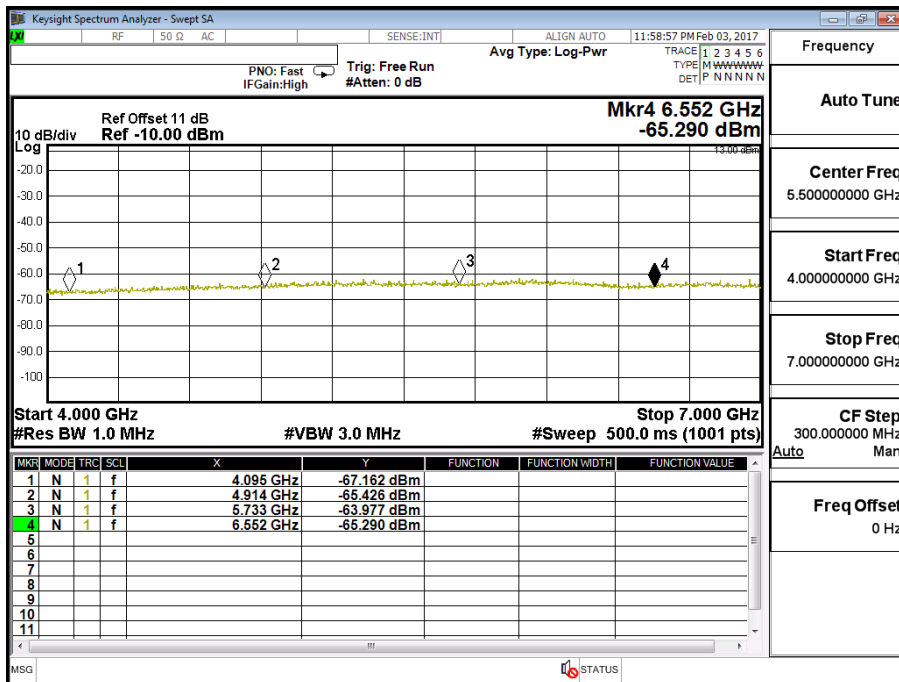 Keysight Spectrum Analyzer - Swept SA
LXI RF 50 Ω AC SENSE:INT ALIGN AUTO 11:58:57 PM Feb 03, 2017
Avg Type: Log-Pwr
TRACE 1 2 3 4 5 6
TYPE M WWWWW
DET P N N N N N
PNO: Fast
IFGain:High
Trig: Free Run
#Atten: 0 dB
Frequency
Auto Tune
Center Freq
5.500000000 GHz
Start Freq
4.000000000 GHz
Stop Freq
7.000000000 GHz
CF Step
300.000000 MHz
Auto Man
Freq Offset
0 Hz
Mkr4 6.552 GHz
-65.290 dBm
Ref Offset 11 dB
10 dB/div Ref -10.00 dBm
Log
-13.00 dBm
-20.0
-30.0
-40.0
-50.0
-60.0
-70.0
-80.0
-90.0
-100
1
2
3
4
Start 4.000 GHz Stop 7.000 GHz
#Res BW 1.0 MHz #VBW 3.0 MHz #Sweep 500.0 ms (1001 pts)
MKR MODE TRC SCL X Y FUNCTION FUNCTION WIDTH FUNCTION VALUE
1 N 1 f 4.095 GHz -67.162 dBm
2 N 1 f 4.914 GHz -65.426 dBm
3 N 1 f 5.733 GHz -63.977 dBm
4 N 1 f 6.552 GHz -65.290 dBm
5
6
7
8
9
10
11
MSG STATUS